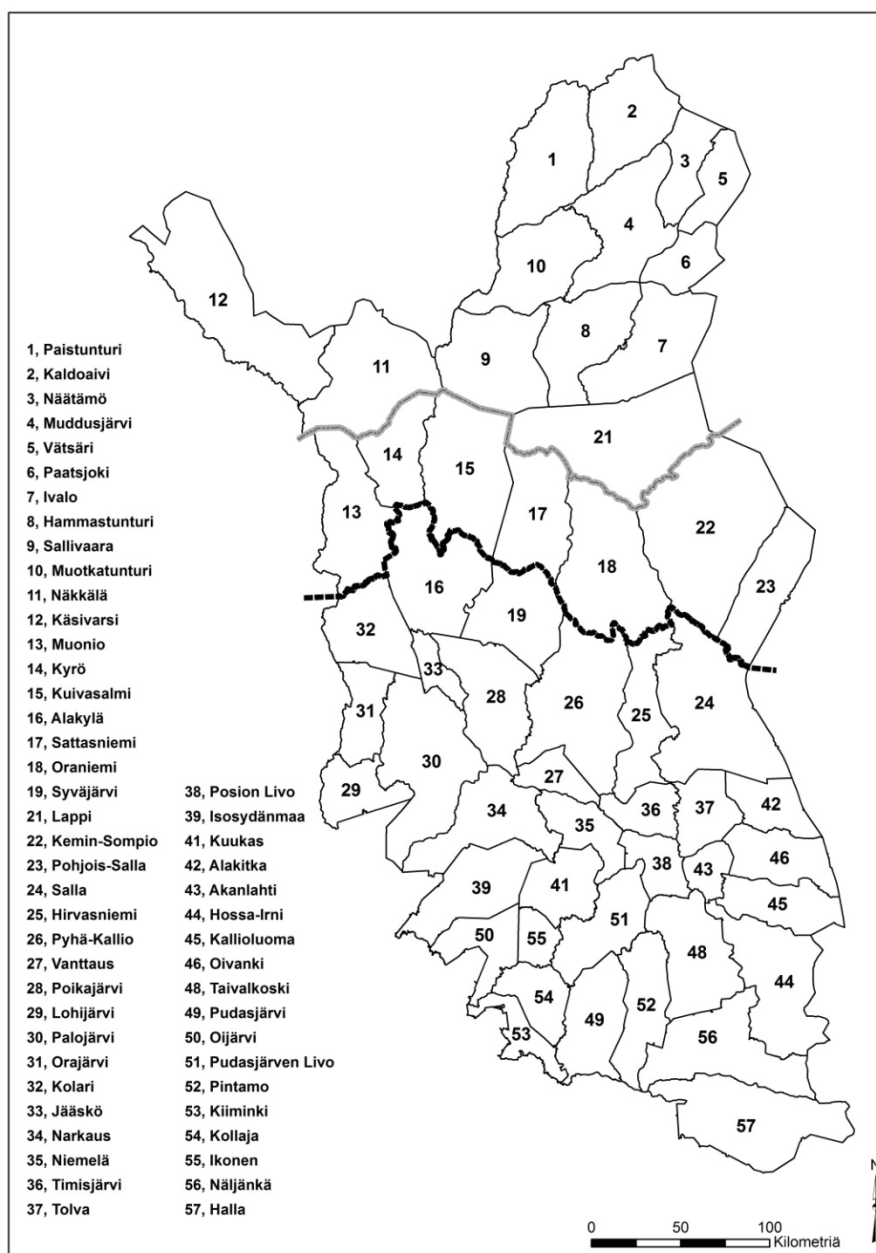 1
2
3
4
5
6
7
8
9
10
11
12
13
14
15
16
17
18
19
21
22
23
24
25
26
27
28
29
30
31
32
33
34
35
36
37
38
39
41
42
43
44
45
46
48
49
50
51
52
53
54
55
56
57
1, Paistunturi
2, Kaldoaivi
3, Näätämö
4, Muddusjärvi
5, Vätsäri
6, Paatsjoki
7, Ivalo
8, Hammastunturi
9, Sallivaara
10, Muotkatunturi
11, Näkkälä
12, Käsivarsi
13, Muonio
14, Kyrö
15, Kuivasalmi
16, Alakylä
17, Sattasniemi
18, Oraniemi
19, Syväjärvi
21, Lappi
22, Kemin-Sompio
23, Pohjois-Salla
24, Salla
25, Hirvasniemi
26, Pyhä-Kallio
27, Vanttaus
28, Poikajärvi
29, Lohijärvi
30, Palojärvi
31, Orajärvi
32, Kolari
33, Jääskö
34, Narkaus
35, Niemelä
36, Timisjärvi
37, Tolva
38, Posion Livo
39, Isosydänmaa
41, Kuukas
42, Alakitka
43, Akanlahti
44, Hossa-Irni
45, Kallioluoma
46, Oivanki
48, Taivalkoski
49, Pudasjärvi
50, Oijärvi
51, Pudasjärven Livo
52, Pintamo
53, Kiiminki
54, Kollaja
55, Ikonen
56, Näljänkä
57, Halla
N
0 50 100
Kilometriä